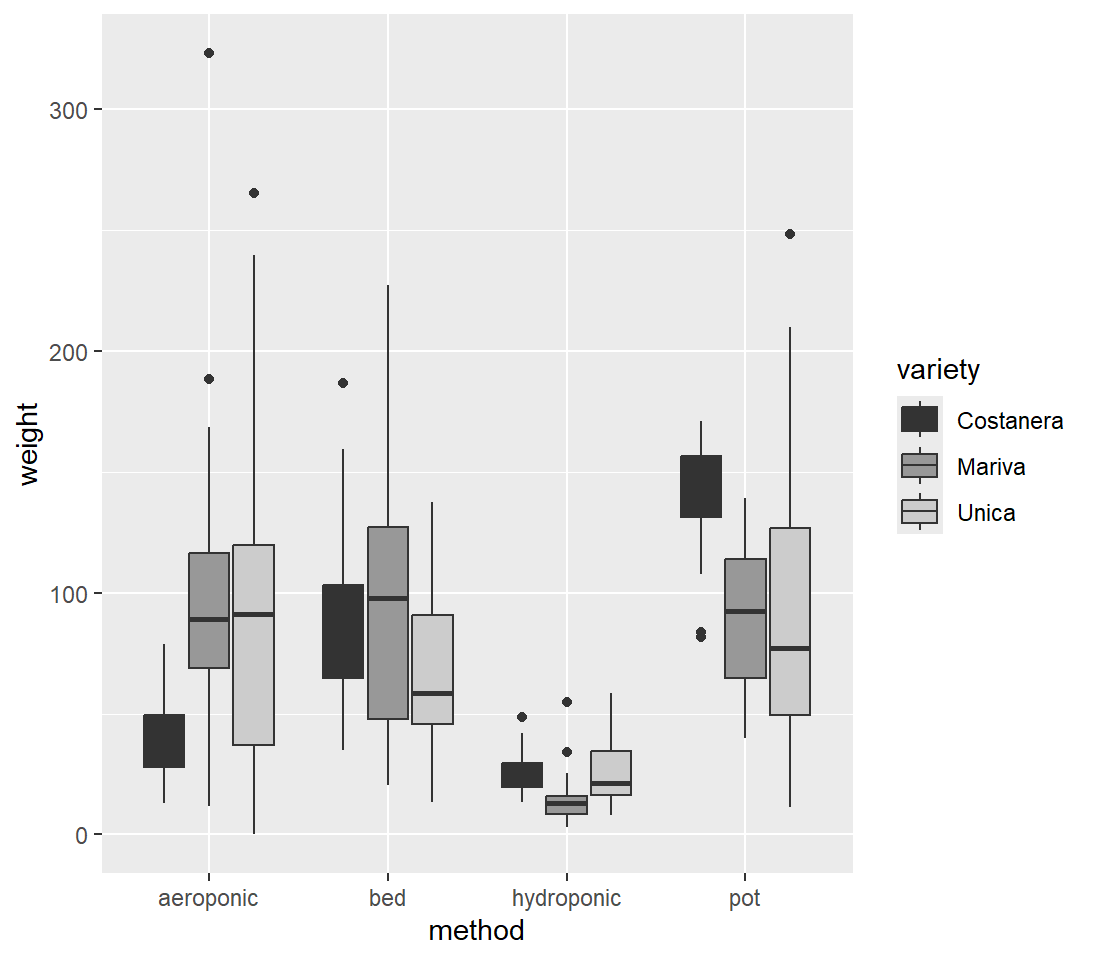 300
200
100
0
weight
aeroponic bed hydroponic pot
method
variety
Costanera
Mariva
Unica